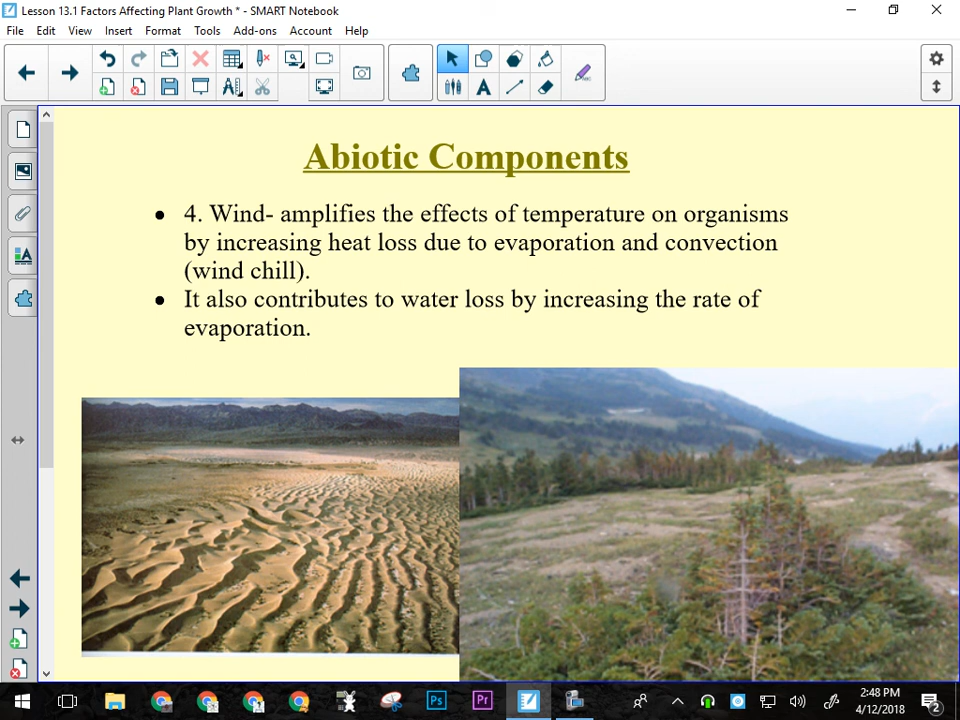 Lesson 13.1 Factors Affecting Plant Growth * - SMART Notebook
File Edit View Insert Format Tools Add-ons Account Help
Abiotic Components
• 4. Wind- amplifies the effects of temperature on organisms
by increasing heat loss due to evaporation and convection
(wind chill).
• It also contributes to water loss by increasing the rate of
evaporation.
Ps Pr
2:48 PM
4/12/2018
2